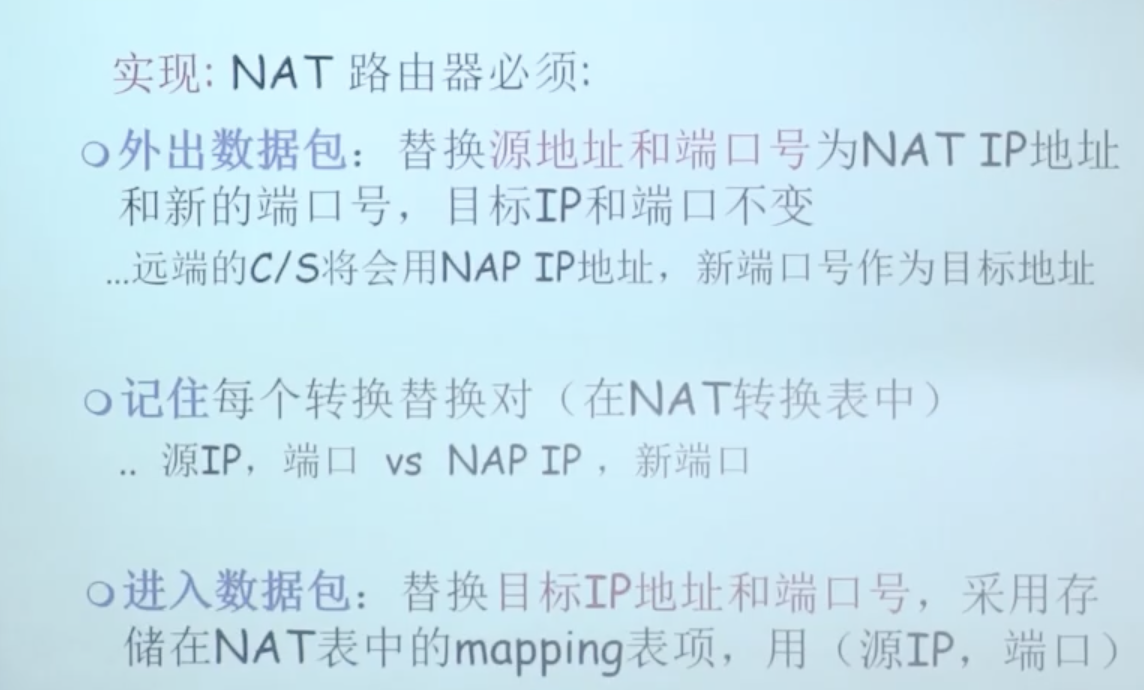 实现: NAT 路由器必须:
外出数据包：替换源地址和端口号为NAT IP地址
和新的端口号，目标IP和端口不变
…远端的C/S将会用NAP IP地址，新端口号作为目标地址
记住每个转换替换对（在NAT转换表中）
.. 源IP，端口 vs NAP IP ，新端口
进入数据包：替换目标IP地址和端口号，采用存
储在NAT表中的mapping表项，用（源IP，端口）